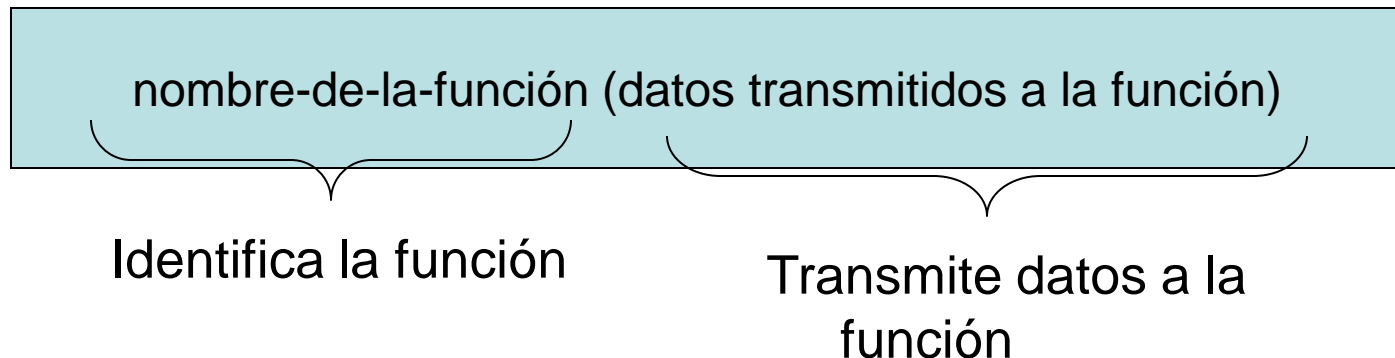 nombre-de-la-función (datos transmitidos a la función)
Identifica la función
Transmite datos a la
función